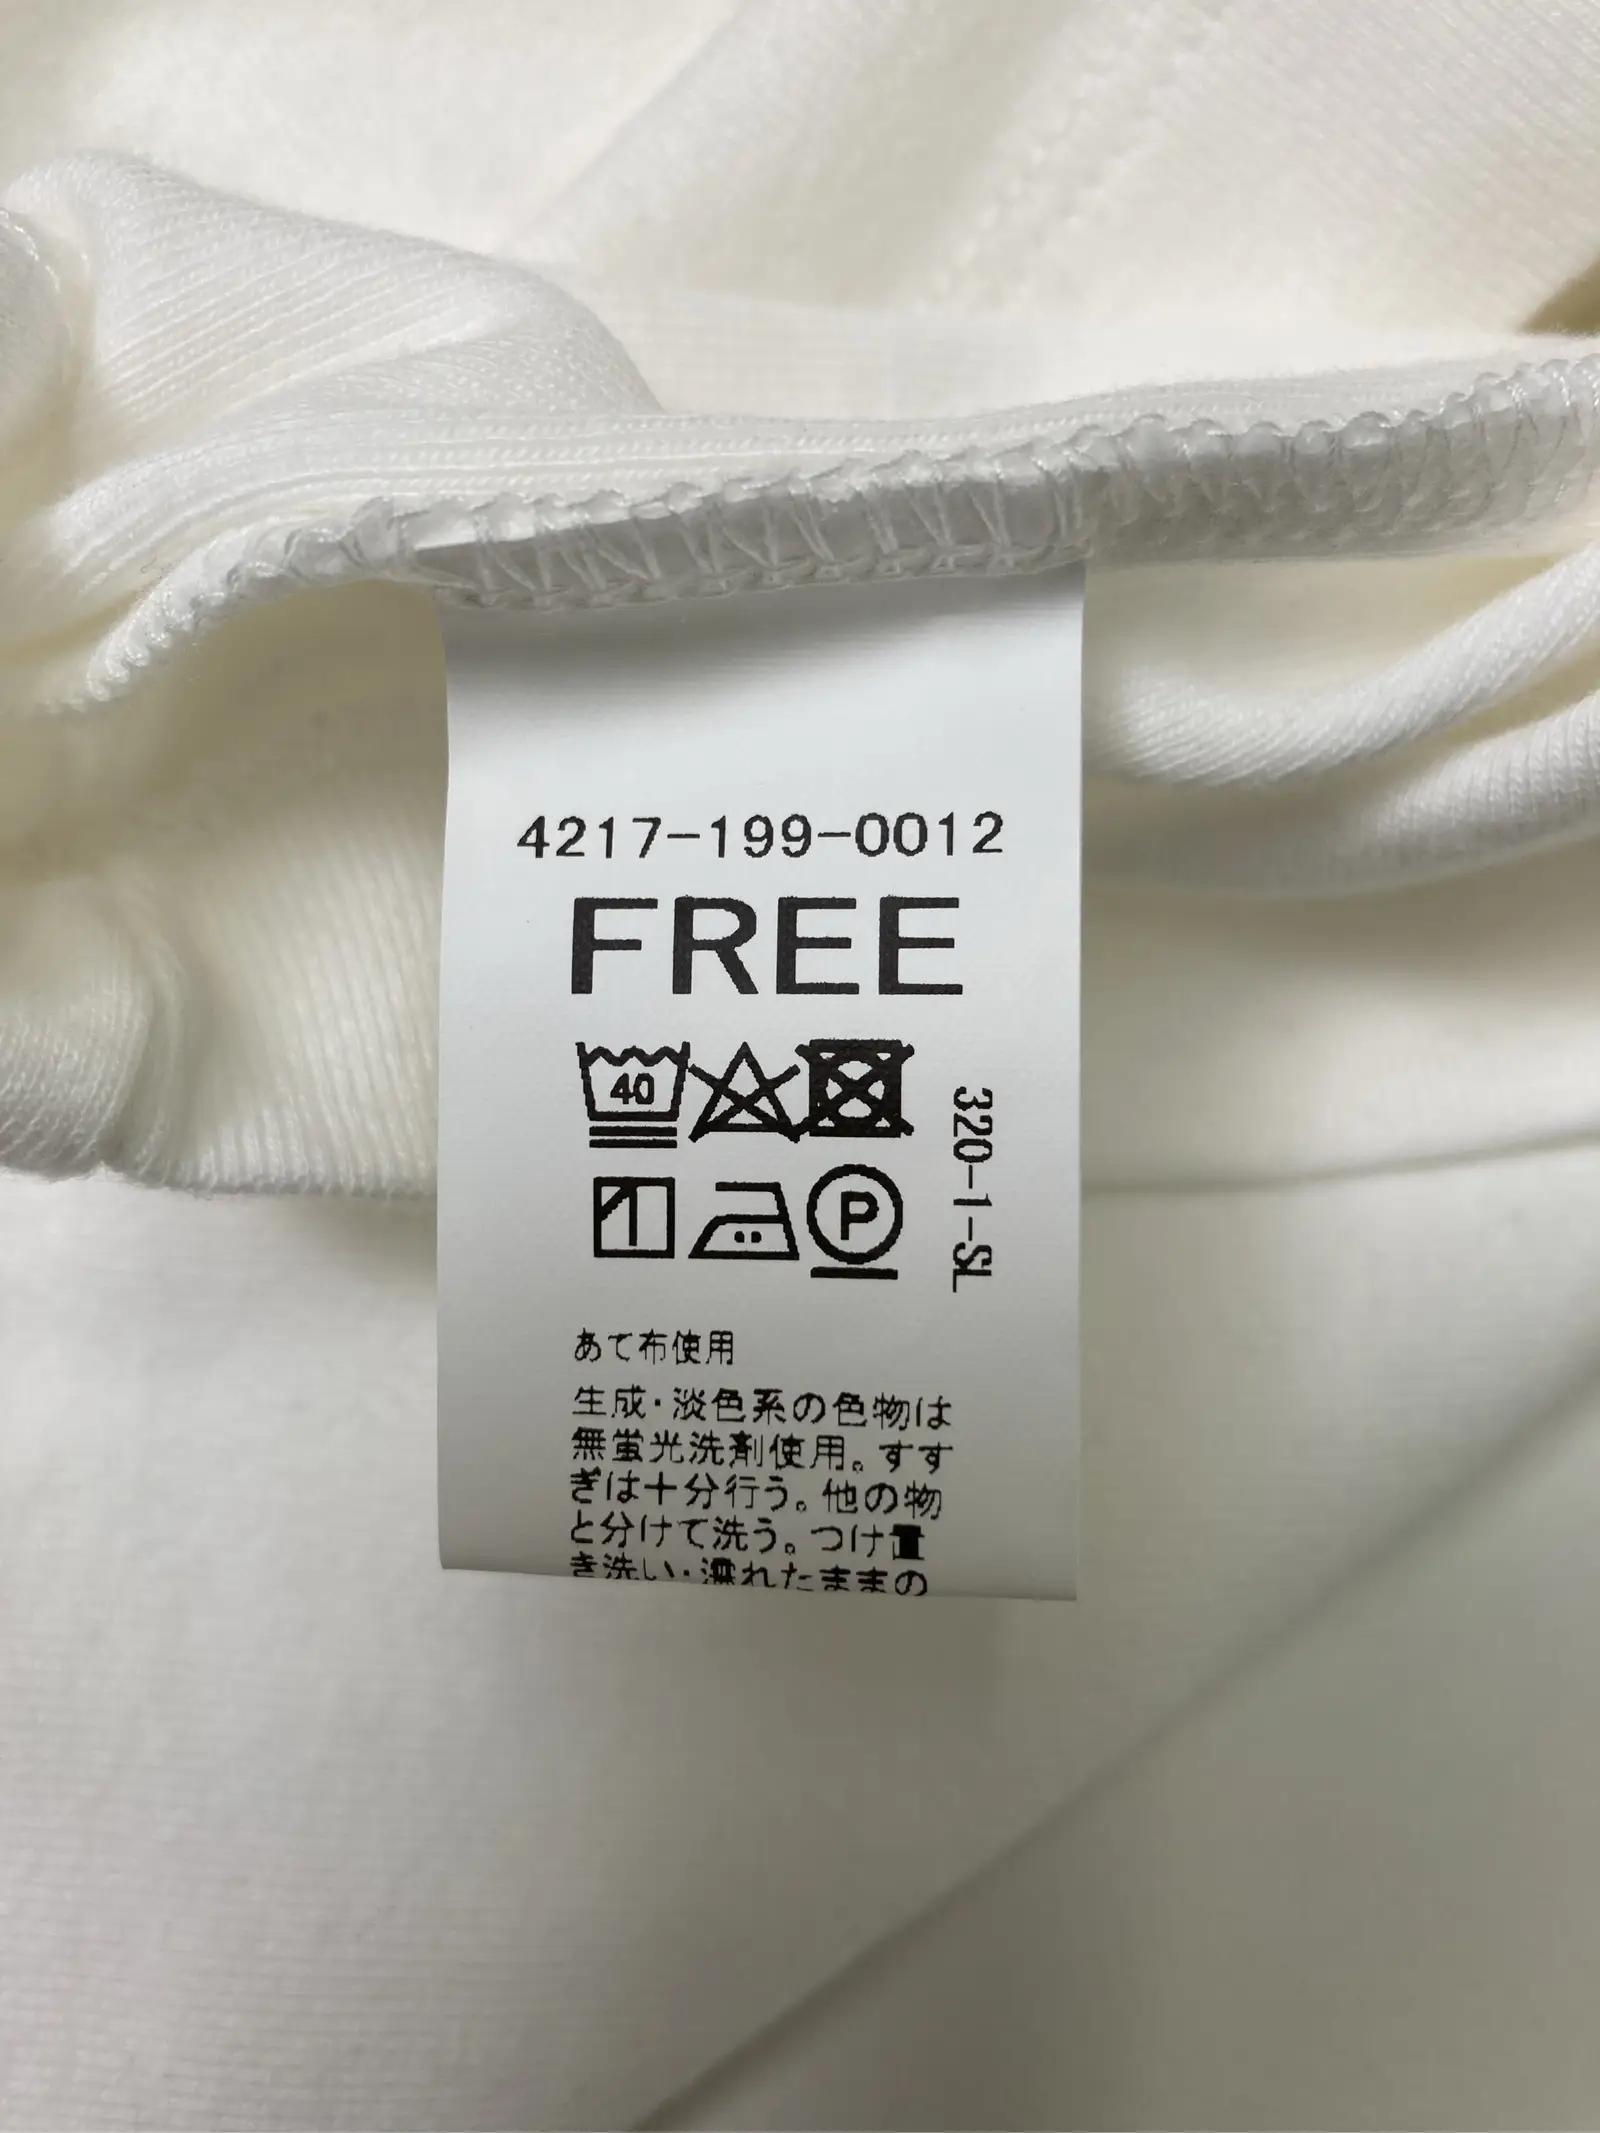 4217-199-0012
FREE
40
P
320-1-SL
あて布使用
生成・淡色系の色物は
無蛍光洗剤使用。すす
ぎは十分行う。他の物
と分けて洗う。つけ置
き洗い・濡れたままの